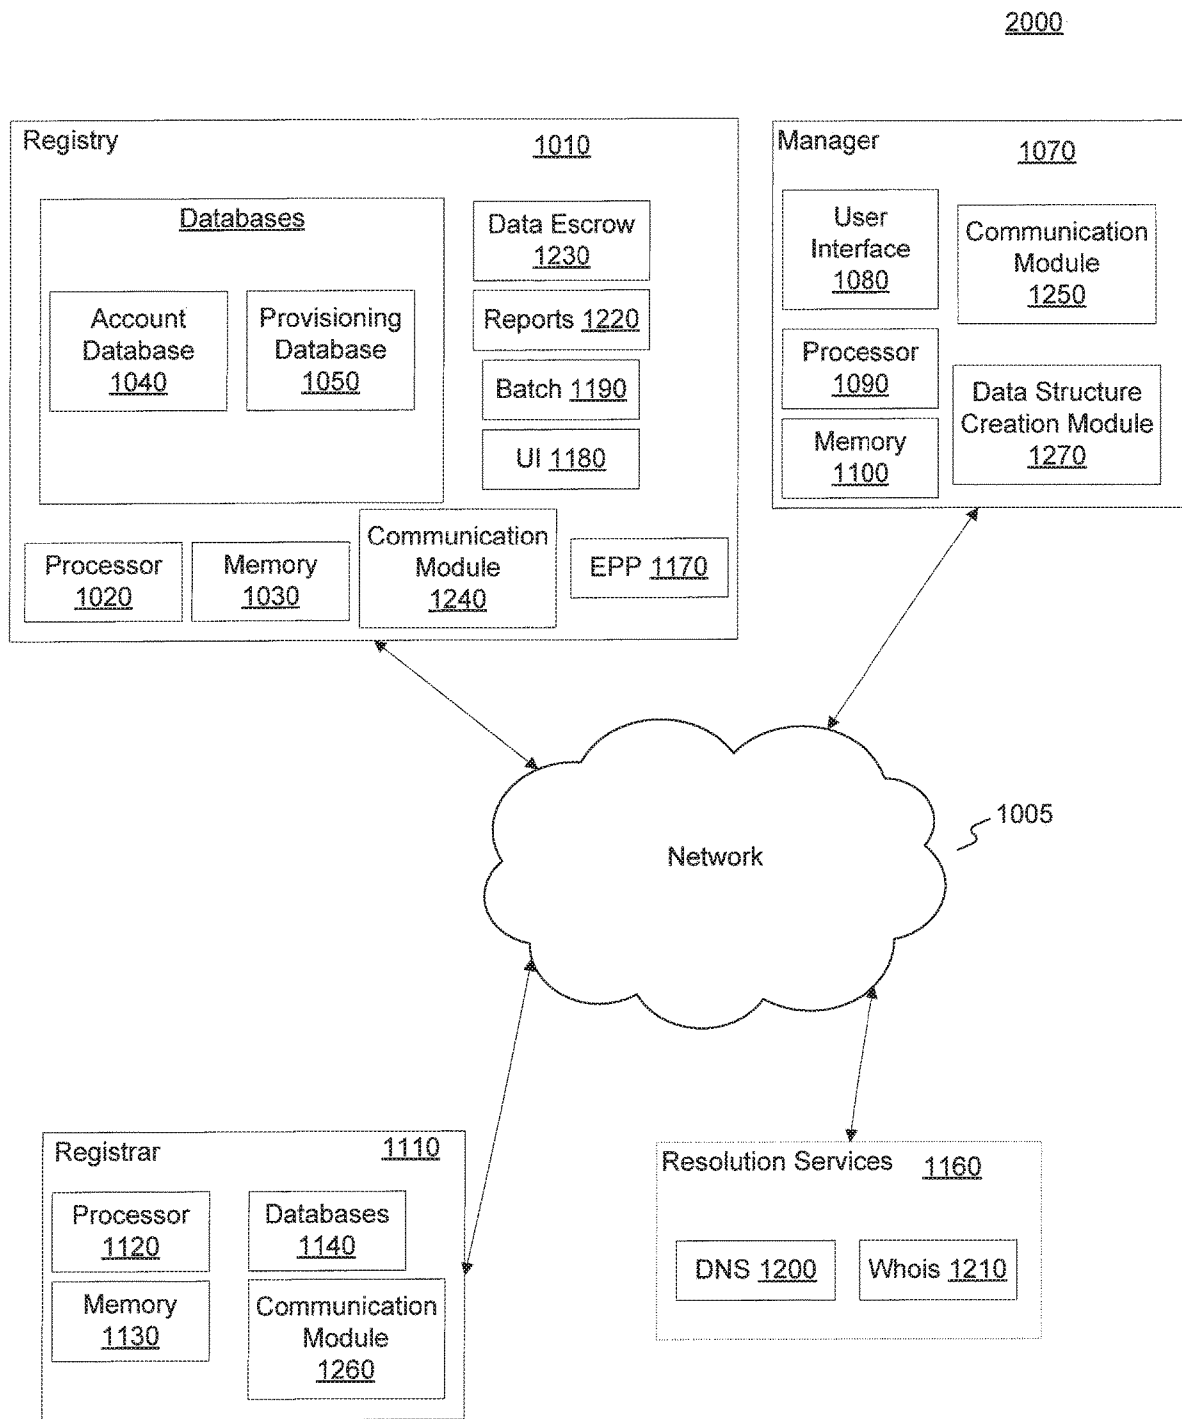 2000
Registry 1010
Databases
Account
Database
1040
Provisioning
Database
1050
Data Escrow
1230
Reports 1220
Batch 1190
UI 1180
Processor
1020
Memory
1030
Communication
Module
1240
EPP 1170
Manager 1070
User
Interface
1080
Communication
Module
1250
Processor
1090
Data Structure
Creation Module
1270
Memory
1100
Network
1005
Registrar 1110
Processor
1120
Databases
1140
Memory
1130
Communication
Module
1260
Resolution Services 1160
DNS 1200
Whois 1210